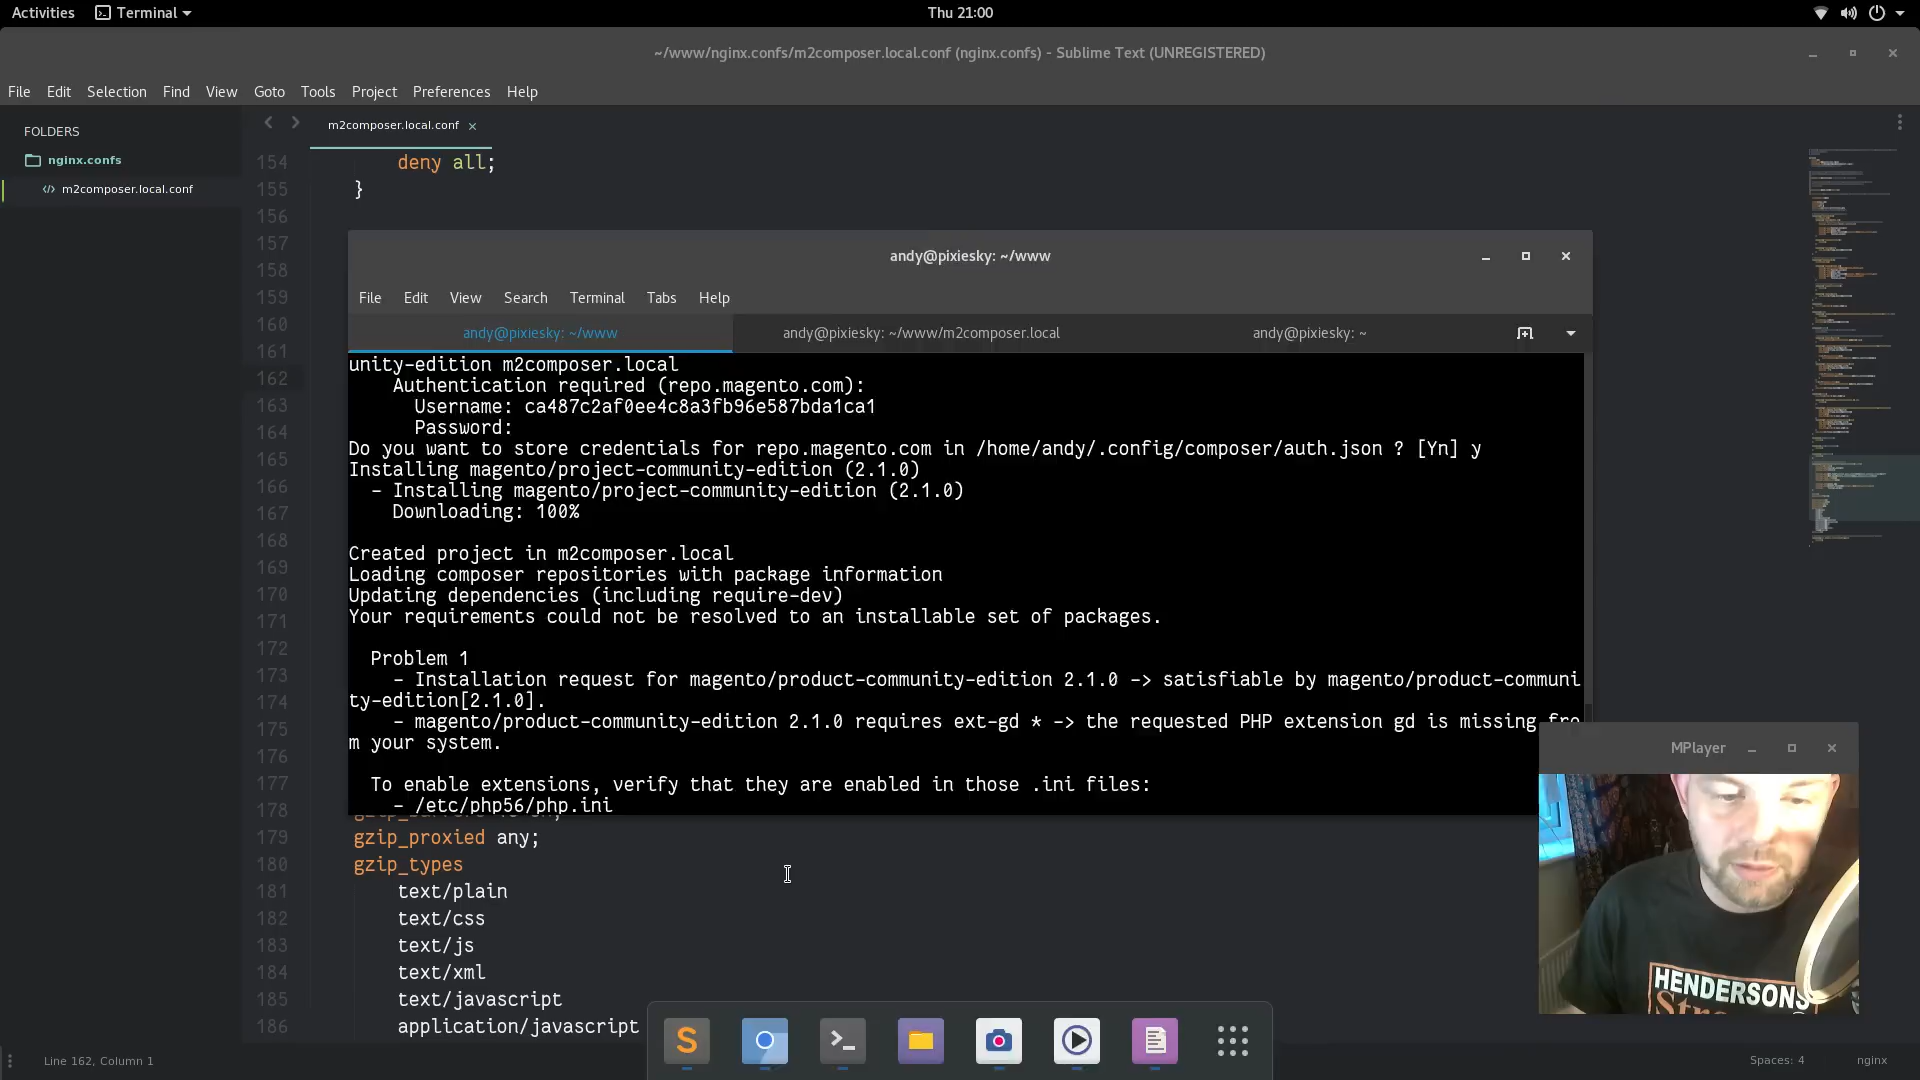 Activities Terminal Thu 21:00
~/www/nginx.confs/m2composer.local.conf (nginx.confs) - Sublime Text (UNREGISTERED)
File Edit Selection Find View Goto Tools Project Preferences Help
FOLDERS
nginx.confs
m2composer.local.conf
m2composer.local.conf
154 deny all;
155 }
156
157
158
159
160
161
162
163
164
165
166
167
168
169
170
171
172
173
174
175
176
177
178
179 gzip_proxied any;
180 gzip_types
181 text/plain
182 text/css
183 text/js
184 text/xml
185 text/javascript
186 application/javascript
andy@pixiesky: ~/www
File Edit View Search Terminal Tabs Help
andy@pixiesky: ~/www andy@pixiesky: ~/www/m2composer.local andy@pixiesky: ~
unity-edition m2composer.local
Authentication required (repo.magento.com):
Username: ca487c2af0ee4c8a3fb96e587bda1ca1
Password:
Do you want to store credentials for repo.magento.com in /home/andy/.config/composer/auth.json ? [Yn] y
Installing magento/project-community-edition (2.1.0)
- Installing magento/project-community-edition (2.1.0)
Downloading: 100%
Created project in m2composer.local
Loading composer repositories with package information
Updating dependencies (including require-dev)
Your requirements could not be resolved to an installable set of packages.
Problem 1
- Installation request for magento/product-community-edition 2.1.0 -> satisfiable by magento/product-communi
ty-edition[2.1.0].
- magento/product-community-edition 2.1.0 requires ext-gd * -> the requested PHP extension gd is missing fro
m your system.
To enable extensions, verify that they are enabled in those .ini files:
- /etc/php56/php.ini
MPlayer
HENDERSONS
Line 162, Column 1 Spaces: 4 nginx